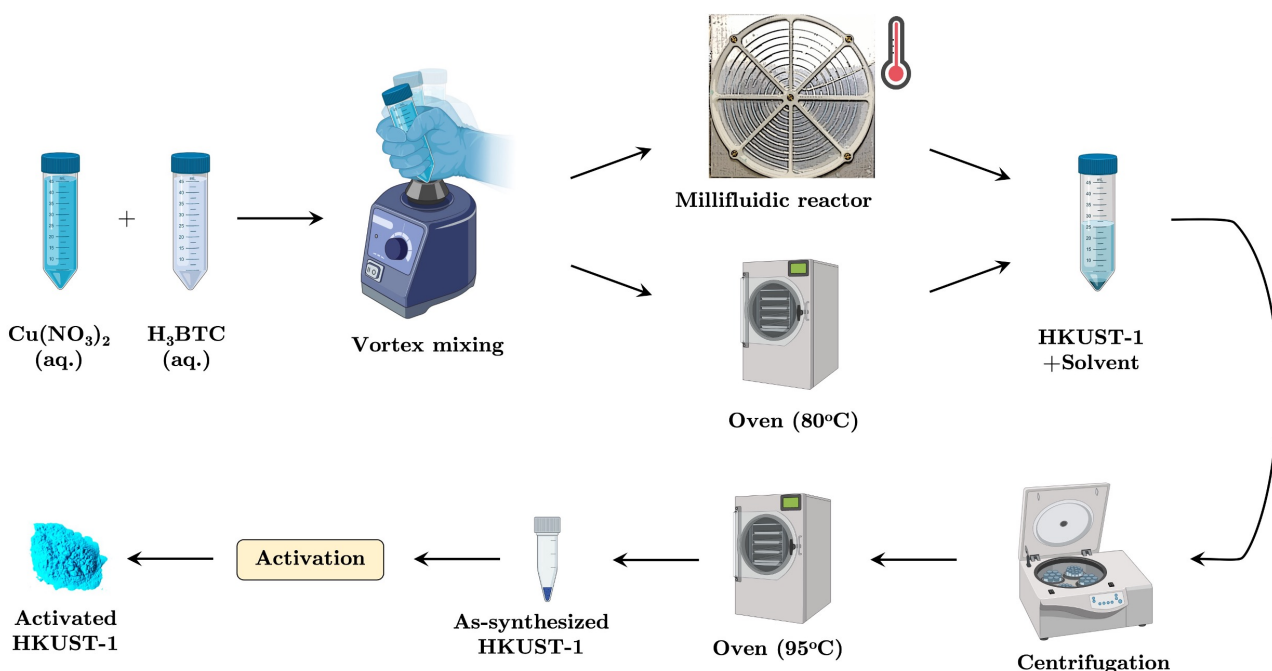 Millifluidic reactor
+
Cu(NO₃)₂
(aq.)
H₃BTC
(aq.)
Vortex mixing
HKUST-1
+Solvent
Oven (80°C)
Activation
Activated
HKUST-1
As-synthesized
HKUST-1
Oven (95°C)
Centrifugation